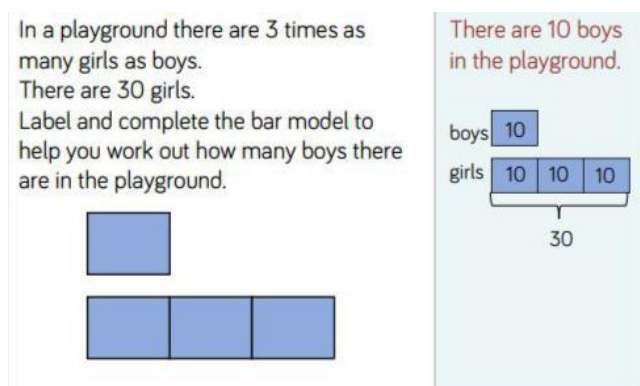 In a playground there are 3 times as
many girls as boys.
There are 30 girls.
Label and complete the bar model to
help you work out how many boys there
are in the playground.
There are 10 boys
in the playground.
boys 10
girls 10 10 10
30